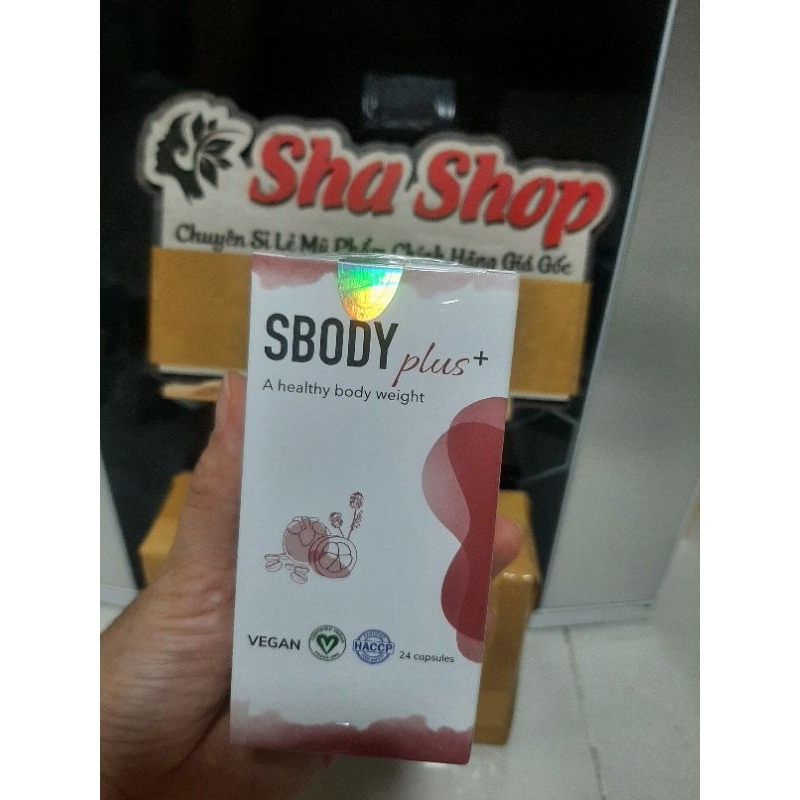 Sha Shop
Chuyên Sỉ Lẻ Mỹ Phẩm Chính Hãng Giá Gốc
SBODY plus+
A healthy body weight
VEGAN
HACCP
24 capsules